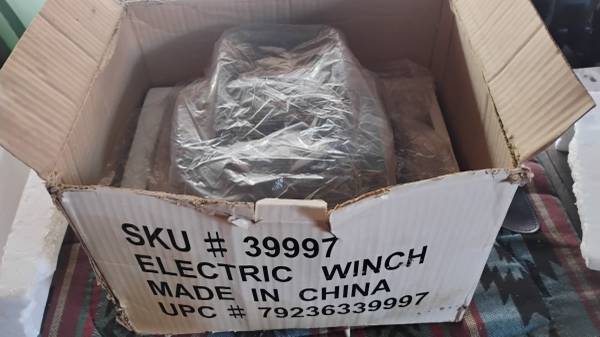 SKU # 39997
ELECTRIC WINCH
MADE IN CHINA
UPC # 79236339997